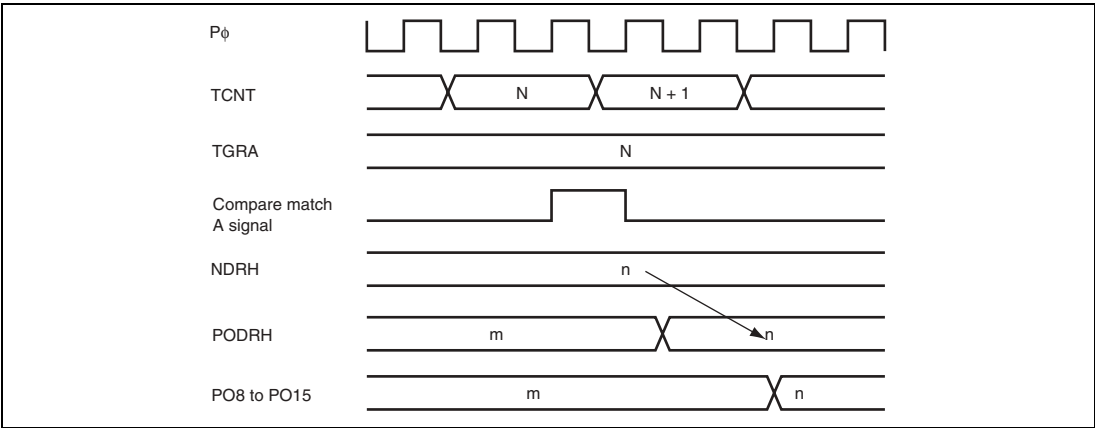 Pϕ
TCNT
N
N + 1
TGRA
N
Compare match
A signal
NDRH
n
PODRH
m
n
PO8 to PO15
m
n